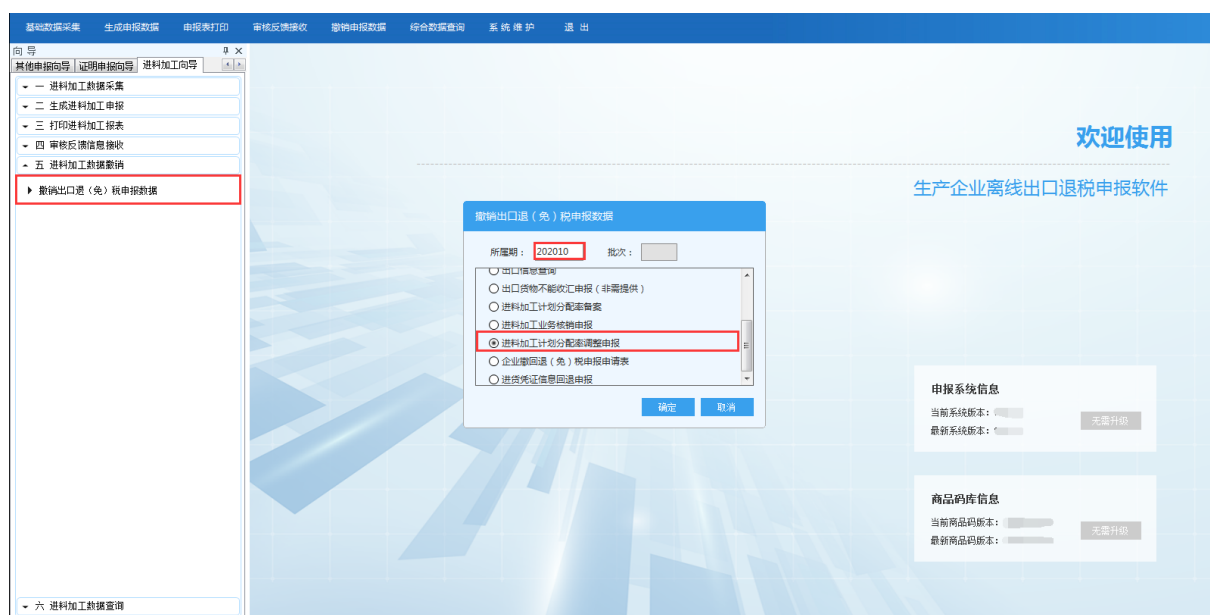 基础数据采集 生成申报数据 申报表打印 审核反馈接收 撤销申报数据 综合数据查询 系统维护 退出
向导
其他申报向导 证明申报向导 进料加工向导
一 进料加工数据采集
二 生成进料加工申报
三 打印进料加工报表
四 审核反馈信息接收
五 进料加工数据撤销
撤销出口退（免）税申报数据
六 进料加工数据查询
欢迎使用
生产企业离线出口退税申报软件
撤销出口退（免）税申报数据
所属期： 202010 批次：
出口信息查询
出口货物不能收汇申报（非需提供）
进料加工计划分配率备案
进料加工业务核销申报
进料加工计划分配率调整申报
企业撤回退（免）税申报申请表
进货凭证信息回退申报
确定 取消
申报系统信息
当前系统版本：
最新系统版本：
无需升级
商品码库信息
当前商品码版本：
最新商品码版本：
无需升级